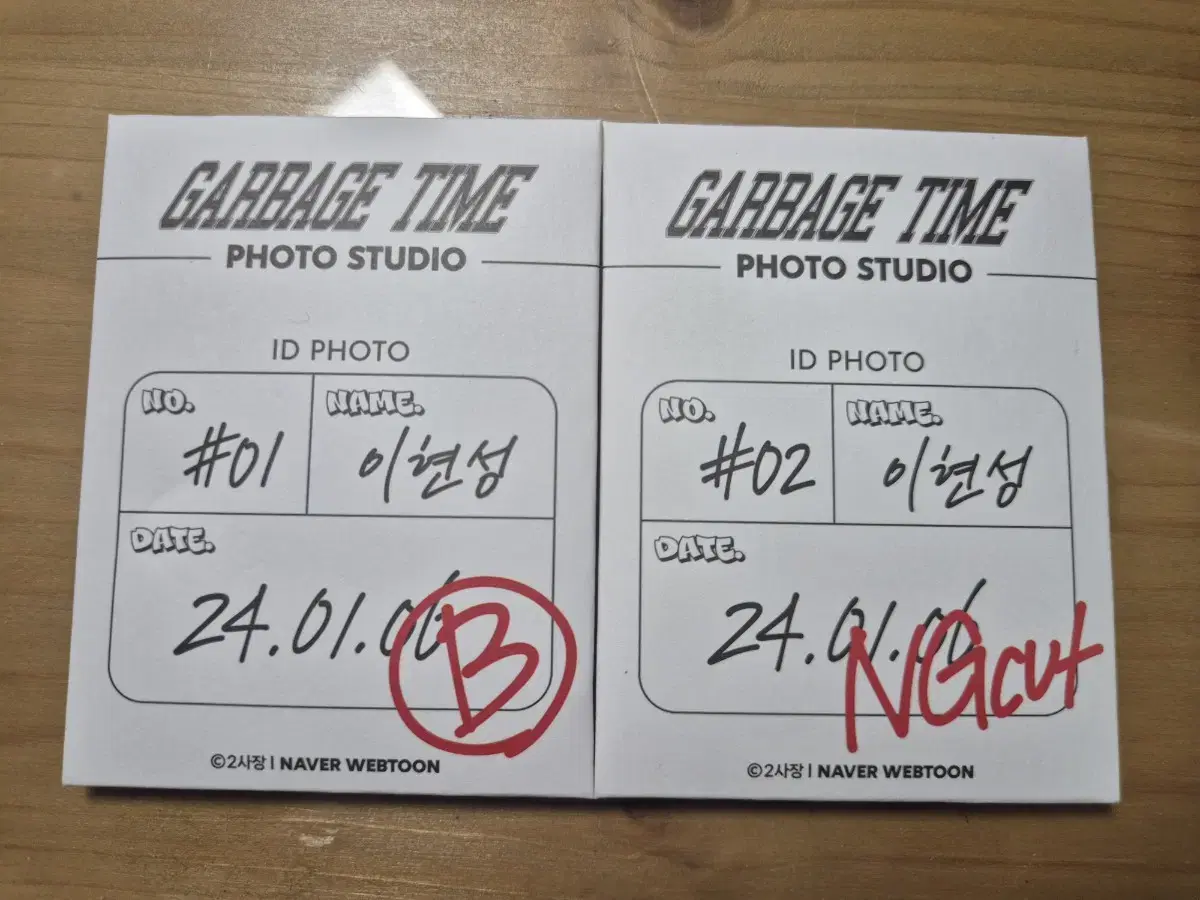 GARBAGE TIME
PHOTO STUDIO
ID PHOTO
NO.
#01
NAME.
이현성
DATE.
24.01.06
B
©2사장 | NAVER WEBTOON
GARBAGE TIME
PHOTO STUDIO
ID PHOTO
NO.
#02
NAME.
이현성
DATE.
24.01.06
NGcut
©2사장 | NAVER WEBTOON